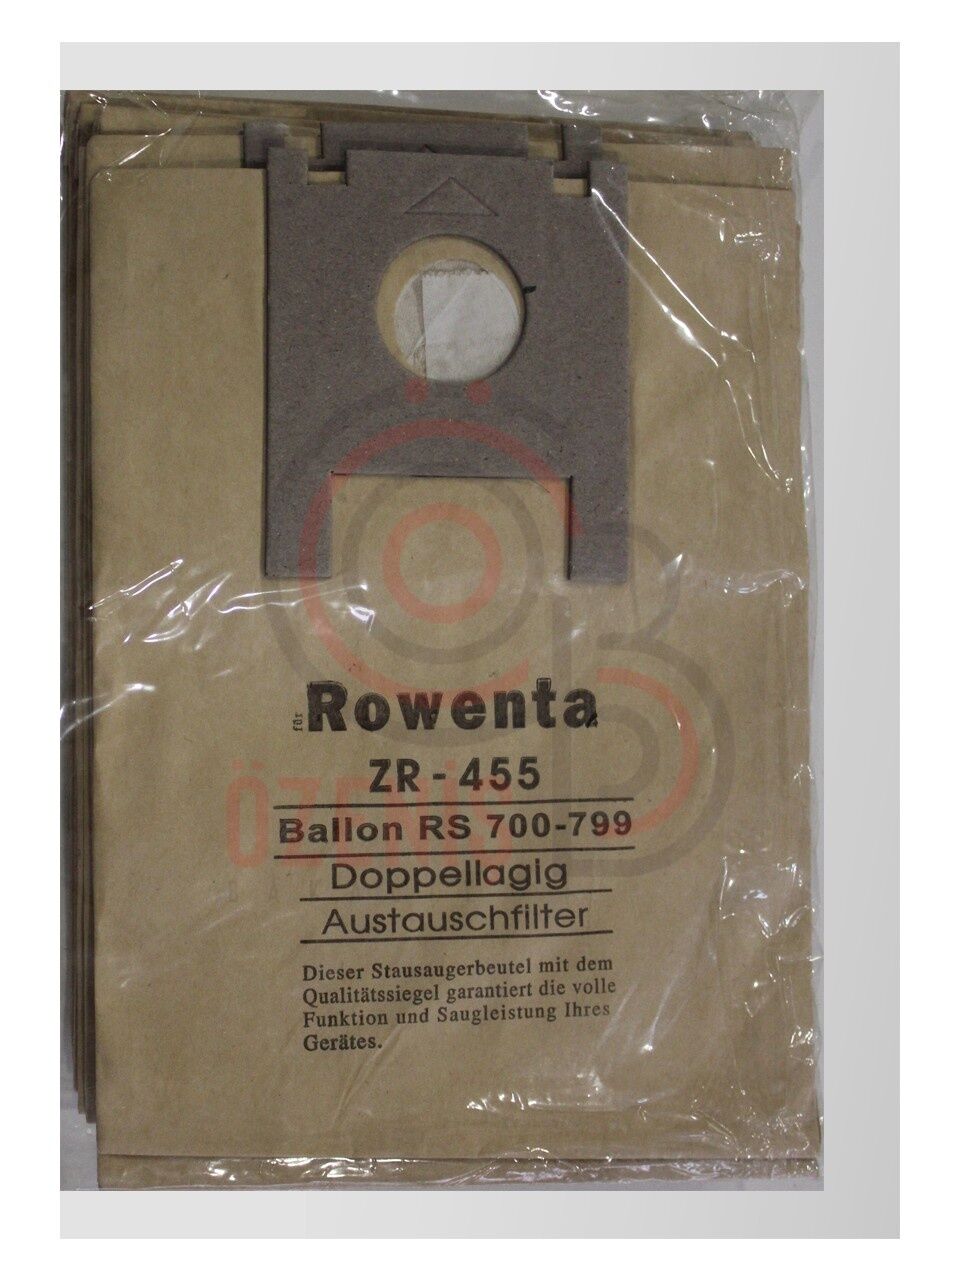 für Rowenta
ZR - 455
Ballon RS 700-799
Doppellagig
Austauschfilter
Dieser Stausaugerbeutel mit dem
Qualitätssiegel garantiert die volle
Funktion und Saugleistung Ihres
Gerätes.
ÖZENİŞ